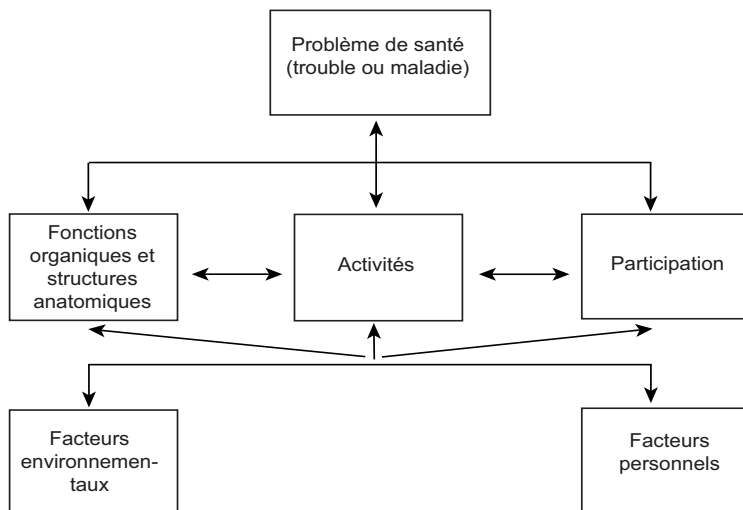 Problème de santé
(trouble ou maladie)
Fonctions
organiques et
structures
anatomiques
Activités
Participation
Facteurs
environnemen-
taux
Facteurs
personnels